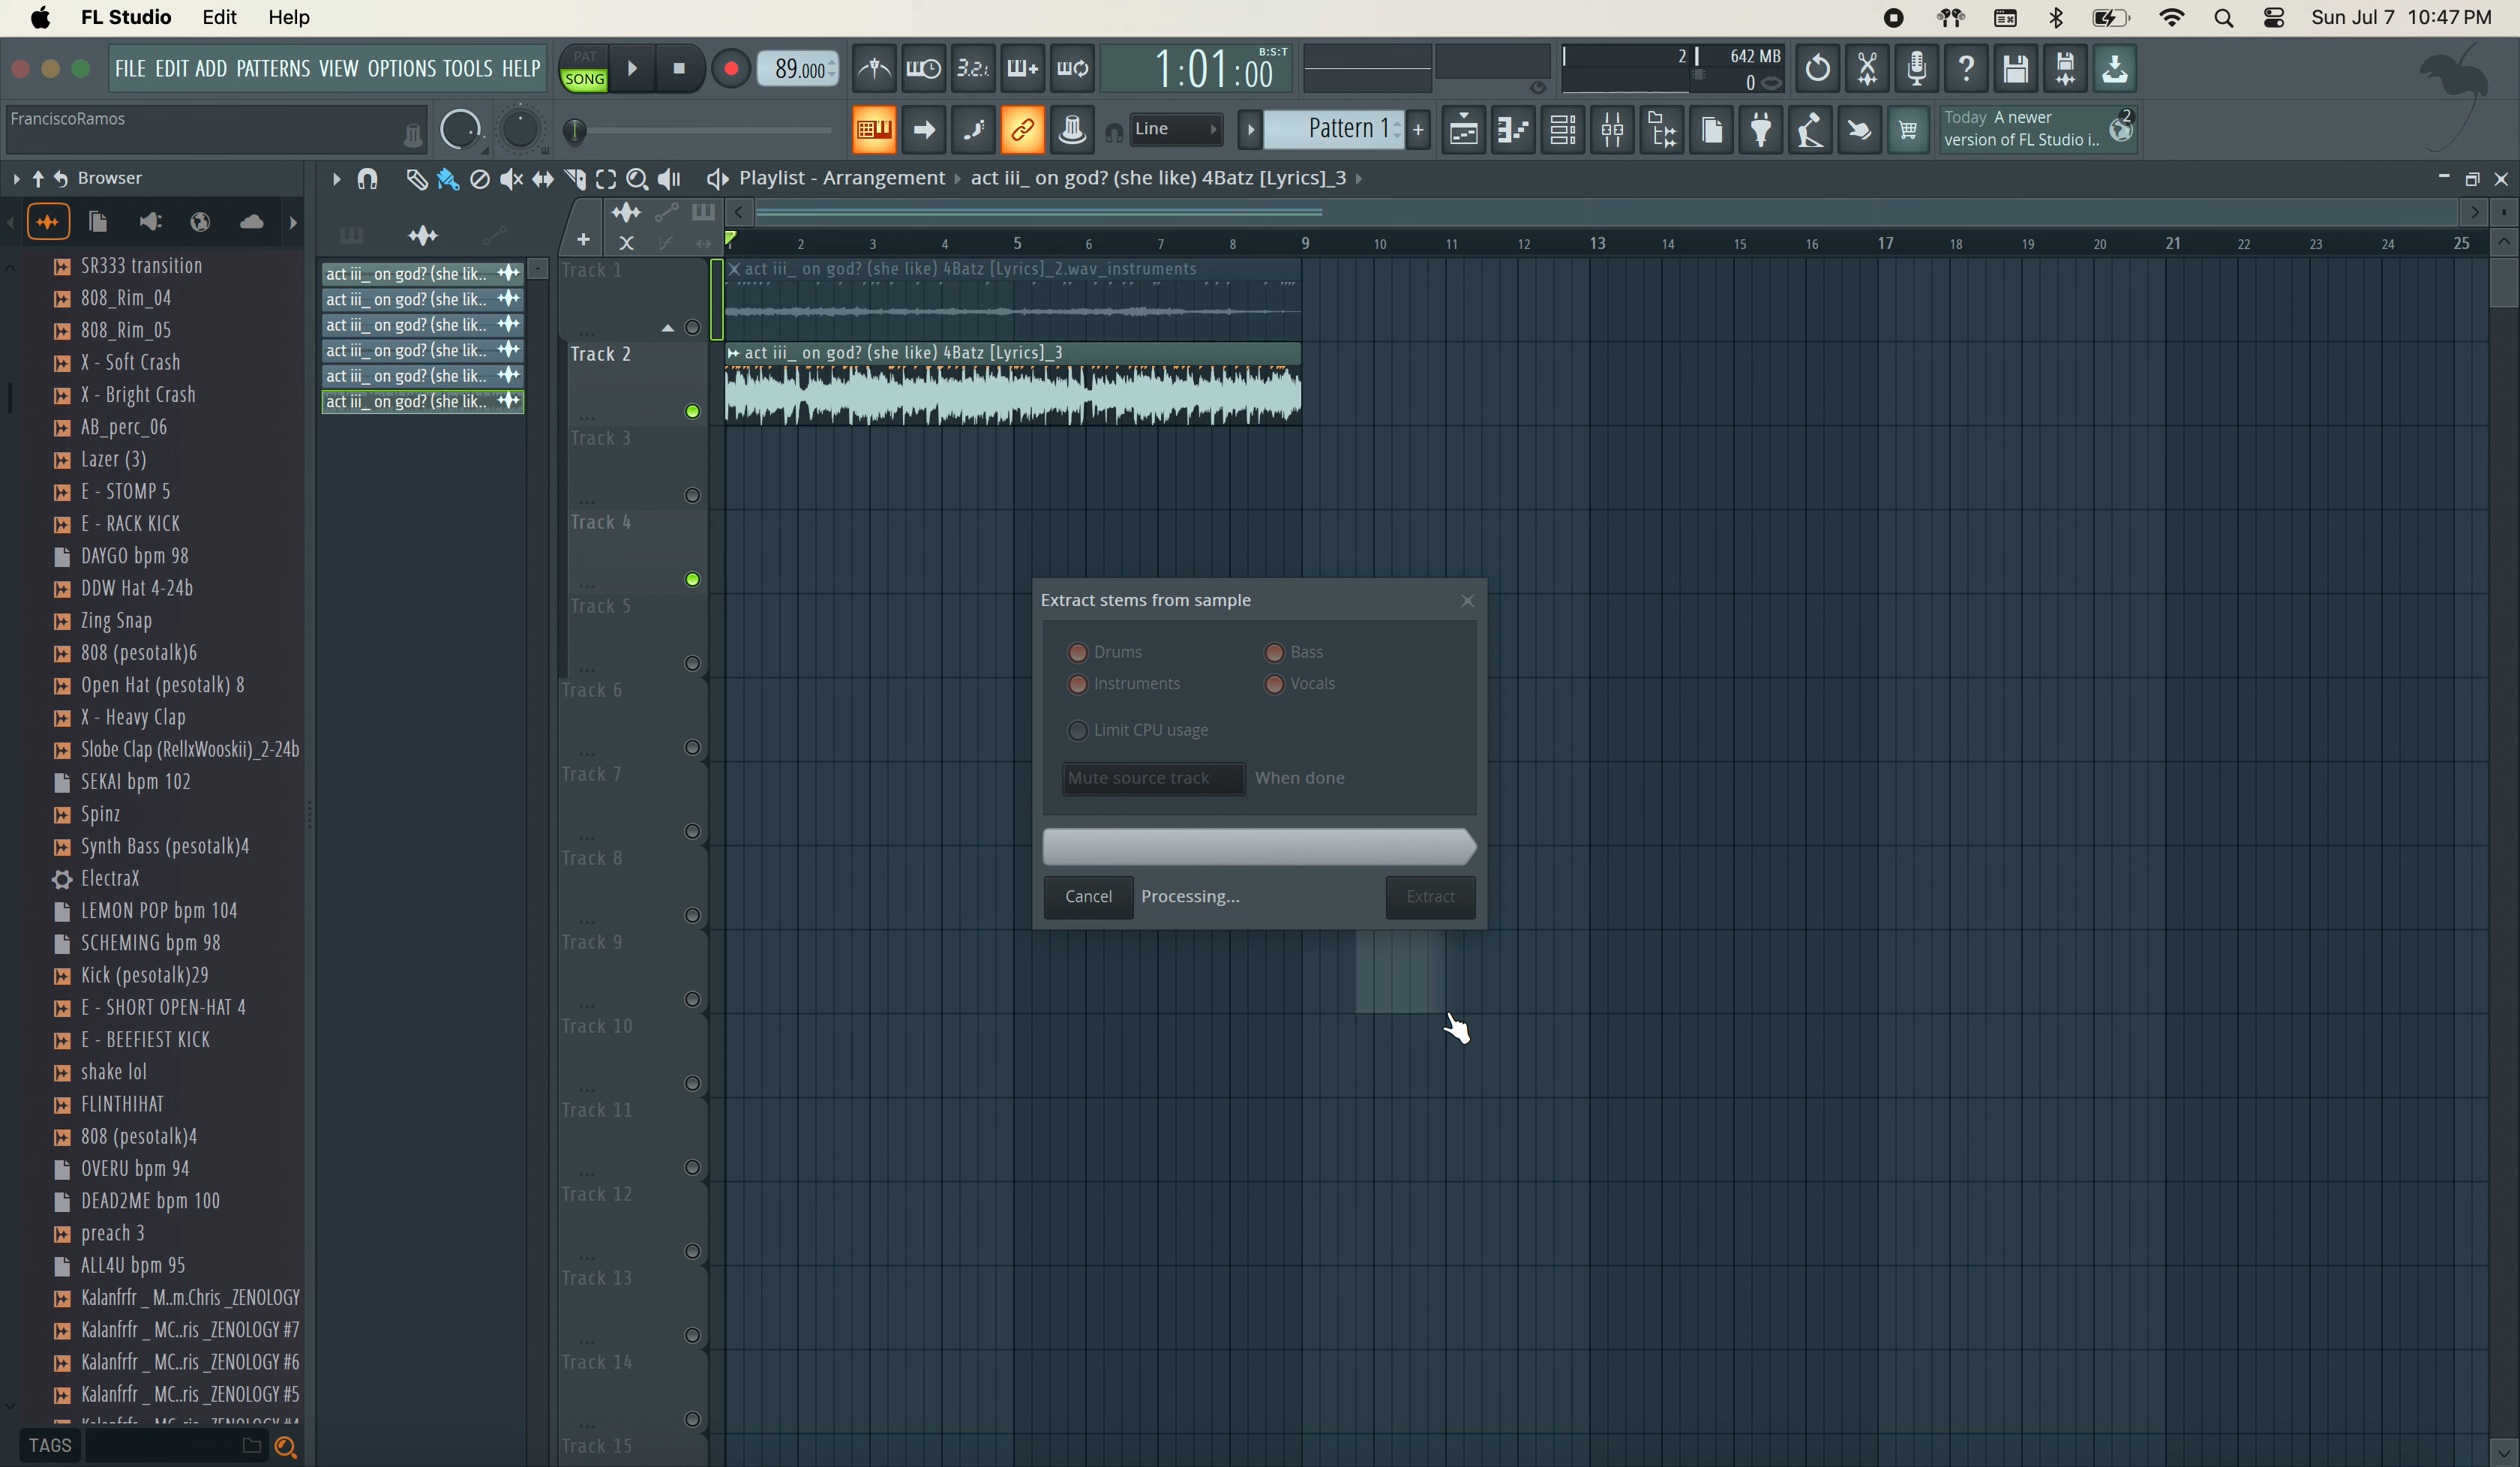 FL Studio Edit Help Sun Jul 7 10:47 PM
FILE EDIT ADD PATTERNS VIEW OPTIONS TOOLS HELP
PAT
SONG
89.000
3.2.
1:01:00
B:S:T
2
642 MB
0
FranciscoRamos
Line
Pattern 1
Today A newer
version of FL Studio i..
2
Browser
Playlist - Arrangement act iii_ on god? (she like) 4Batz [Lyrics]_3
2 3 4 5 6 7 8 9 10 11 12 13 14 15 16 17 18 19 20 21 22 23 24 25
SR333 transition
808_Rim_04
808_Rim_05
X - Soft Crash
X - Bright Crash
AB_perc_06
Lazer (3)
E - STOMP 5
E - RACK KICK
DAYGO bpm 98
DDW Hat 4-24b
Zing Snap
808 (pesotalk)6
Open Hat (pesotalk) 8
X - Heavy Clap
Slobe Clap (RellxWooskii)_2-24b
SEKAI bpm 102
Spinz
Synth Bass (pesotalk)4
ElectraX
LEMON POP bpm 104
SCHEMING bpm 98
Kick (pesotalk)29
E - SHORT OPEN-HAT 4
E - BEEFIEST KICK
shake lol
FLINTHIHAT
808 (pesotalk)4
OVERU bpm 94
DEAD2ME bpm 100
preach 3
ALL4U bpm 95
Kalanfrfr _ M..m.Chris _ZENOLOGY
Kalanfrfr _ MC..ris _ZENOLOGY #7
Kalanfrfr _ MC..ris _ZENOLOGY #6
Kalanfrfr _ MC..ris _ZENOLOGY #5
TAGS
act iii_ on god? (she lik..
act iii_ on god? (she lik..
act iii_ on god? (she lik..
act iii_ on god? (she lik..
act iii_ on god? (she lik..
act iii_ on god? (she lik..
Track 1
act iii_ on god? (she like) 4Batz [Lyrics]_2.wav_instruments
Track 2
act iii_ on god? (she like) 4Batz [Lyrics]_3
Track 3
Track 4
Track 5
Track 6
Track 7
Track 8
Track 9
Track 10
Track 11
Track 12
Track 13
Track 14
Track 15
Extract stems from sample
Drums Bass
Instruments Vocals
Limit CPU usage
Mute source track When done
Cancel Processing... Extract